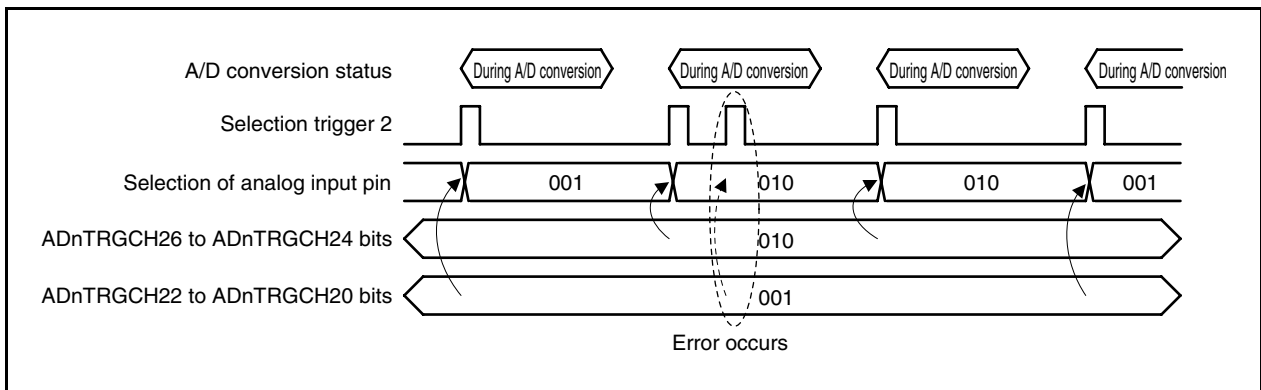 A/D conversion status
During A/D conversion
During A/D conversion
During A/D conversion
During A/D conversion
Selection trigger 2
Selection of analog input pin
001
010
010
001
ADnTRGCH26 to ADnTRGCH24 bits
010
ADnTRGCH22 to ADnTRGCH20 bits
001
Error occurs